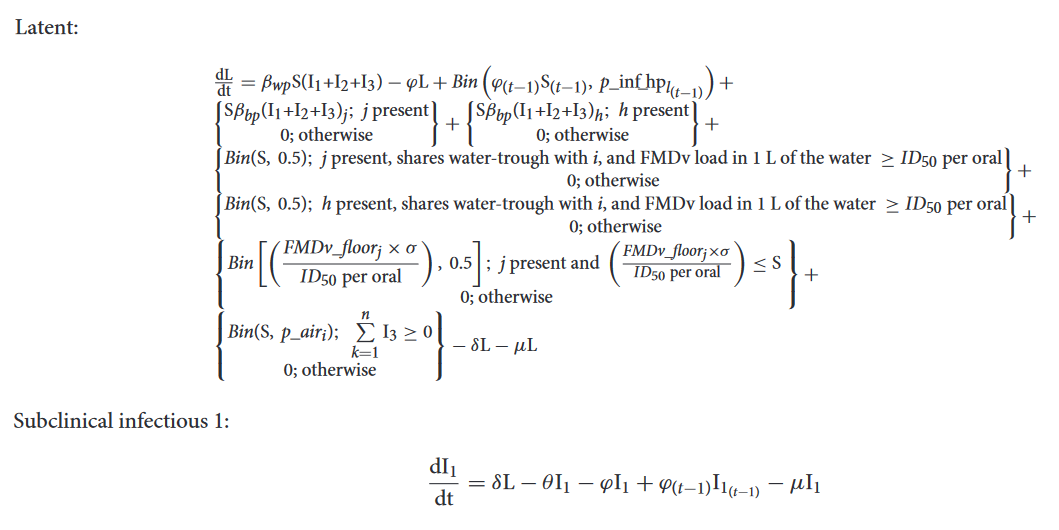 Latent:
dL/dt = β_wp S(I₁+I₂+I₃) − φL + Bin (φ_(t−1) S_(t−1), p_inf_hp_l_(t−1)) +
{Sβ_bp(I₁+I₂+I₃)_j; j present} + {Sβ_bp(I₁+I₂+I₃)_h; h present} +
0; otherwise 0; otherwise
{Bin(S, 0.5); j present, shares water-trough with i, and FMDv load in 1 L of the water ≥ ID₅₀ per oral} +
0; otherwise
{Bin(S, 0.5); h present, shares water-trough with i, and FMDv load in 1 L of the water ≥ ID₅₀ per oral} +
0; otherwise
{Bin [(FMDv_floor_j × σ / ID₅₀ per oral), 0.5]; j present and (FMDv_floor_j×σ / ID₅₀ per oral) ≤ S} +
0; otherwise
{Bin(S, p_air_i); ∑_{k=1}^{n} I₃ ≥ 0} − δL − μL
0; otherwise
Subclinical infectious 1:
dI₁/dt = δL − θI₁ − φI₁ + φ_(t−1) I₁_(t−1) − μI₁